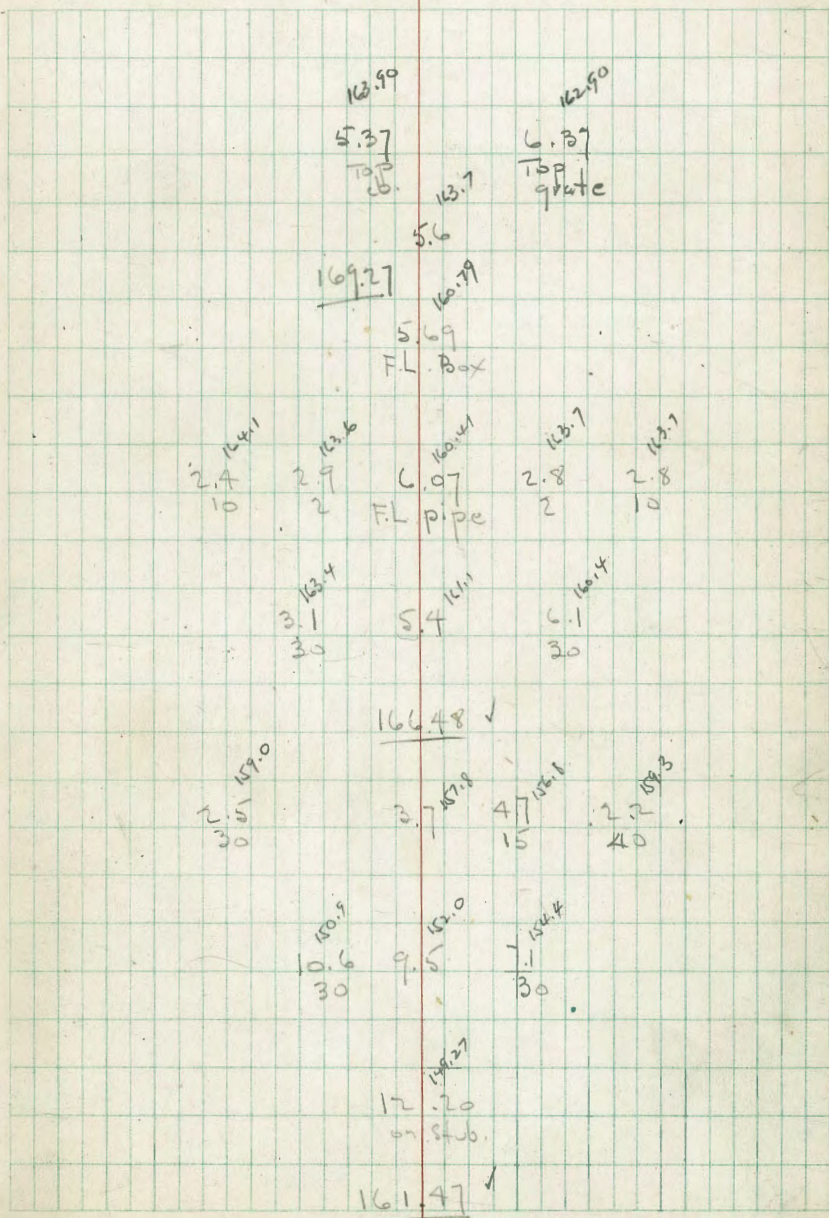 163.90 162.90
5.37 6.37
Top Top
cb. grate
163.7
5.6
169.27
160.79
5.69
F.L. Box
164.1 163.6 160.41 163.7 163.7
2.4 2.9 6.07 2.8 2.8
10 2 F.L. pipe 2 10
163.4 161.1 160.4
3.1 5.4 6.1
30 30
166.48 ✓
159.0 157.8 156.8 159.3
2.5 3.7 4.7 2.2
30 15 40
150.9 152.0 154.4
10.6 9.5 7.1
30 30
149.27
12.20
on Stub.
161.47 ✓